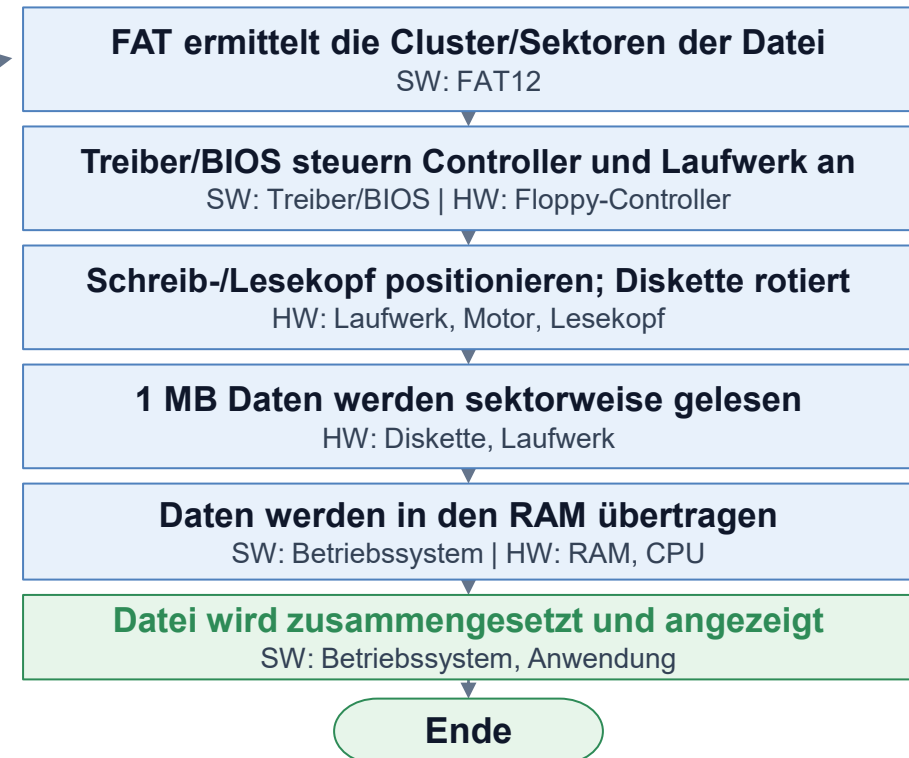 FAT ermittelt die Cluster/Sektoren der Datei
SW: FAT12
Treiber/BIOS steuern Controller und Laufwerk an
SW: Treiber/BIOS | HW: Floppy-Controller
Schreib-/Lesekopf positionieren; Diskette rotiert
HW: Laufwerk, Motor, Lesekopf
1 MB Daten werden sektorweise gelesen
HW: Diskette, Laufwerk
Daten werden in den RAM übertragen
SW: Betriebssystem | HW: RAM, CPU
Datei wird zusammengesetzt und angezeigt
SW: Betriebssystem, Anwendung
Ende